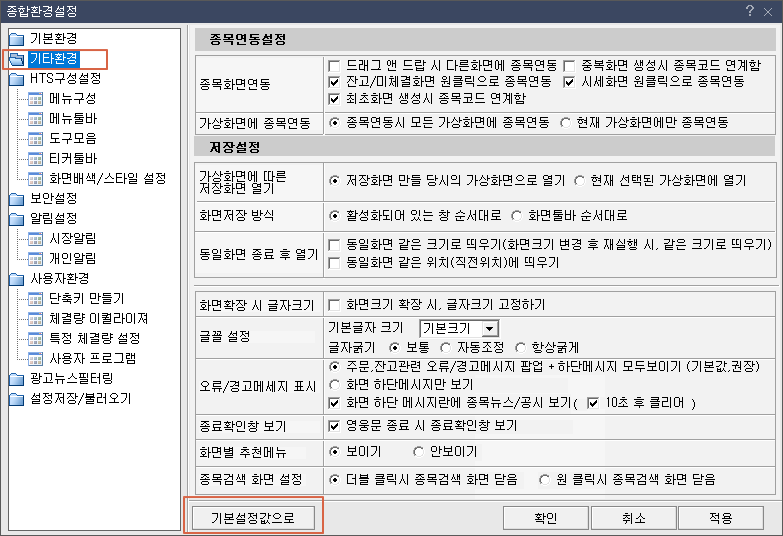 종합환경설정
기본환경
기타환경
HTS구성설정
메뉴구성
메뉴툴바
도구모음
티커툴바
화면배색/스타일 설정
보안설정
알림설정
시장알림
개인알림
사용자환경
단축키 만들기
체결량 이퀄라이져
특정 체결량 설정
사용자 프로그램
광고뉴스필터링
설정저장/불러오기
종목연동설정
종목화면연동
드래그 앤 드랍 시 다른화면에 종목연동 중복화면 생성시 종목코드 연계함
잔고/미체결화면 원클릭으로 종목연동 시세화면 원클릭으로 종목연동
최초화면 생성시 종목코드 연계함
가상화면에 종목연동 종목연동시 모든 가상화면에 종목연동 현재 가상화면에만 종목연동
저장설정
가상화면에 따른
저장화면 열기
저장화면 만들 당시의 가상화면으로 열기 현재 선택된 가상화면에 열기
화면저장 방식 활성화되어 있는 창 순서대로 화면툴바 순서대로
동일화면 종료 후 열기
동일화면 같은 크기로 띄우기(화면크기 변경 후 재실행 시, 같은 크기로 띄우기)
동일화면 같은 위치(직전위치)에 띄우기
화면확장 시 글자크기 화면크기 확장 시, 글자크기 고정하기
글꼴 설정
기본글자 크기 기본크기
글자굵기 보통 자동조정 항상굵게
오류/경고메세지 표시
주문,잔고관련 오류/경고메시지 팝업 + 하단메시지 모두보이기 (기본값,권장)
화면 하단메시지만 보기
화면 하단 메시지란에 종목뉴스/공시 보기( 10초 후 클리어 )
종료확인창 보기 영웅문 종료 시 종료확인창 보기
화면별 추천메뉴 보이기 안보이기
종목검색 화면 설정 더블 클릭시 종목검색 화면 닫음 원 클릭시 종목검색 화면 닫음
기본설정값으로 확인 취소 적용